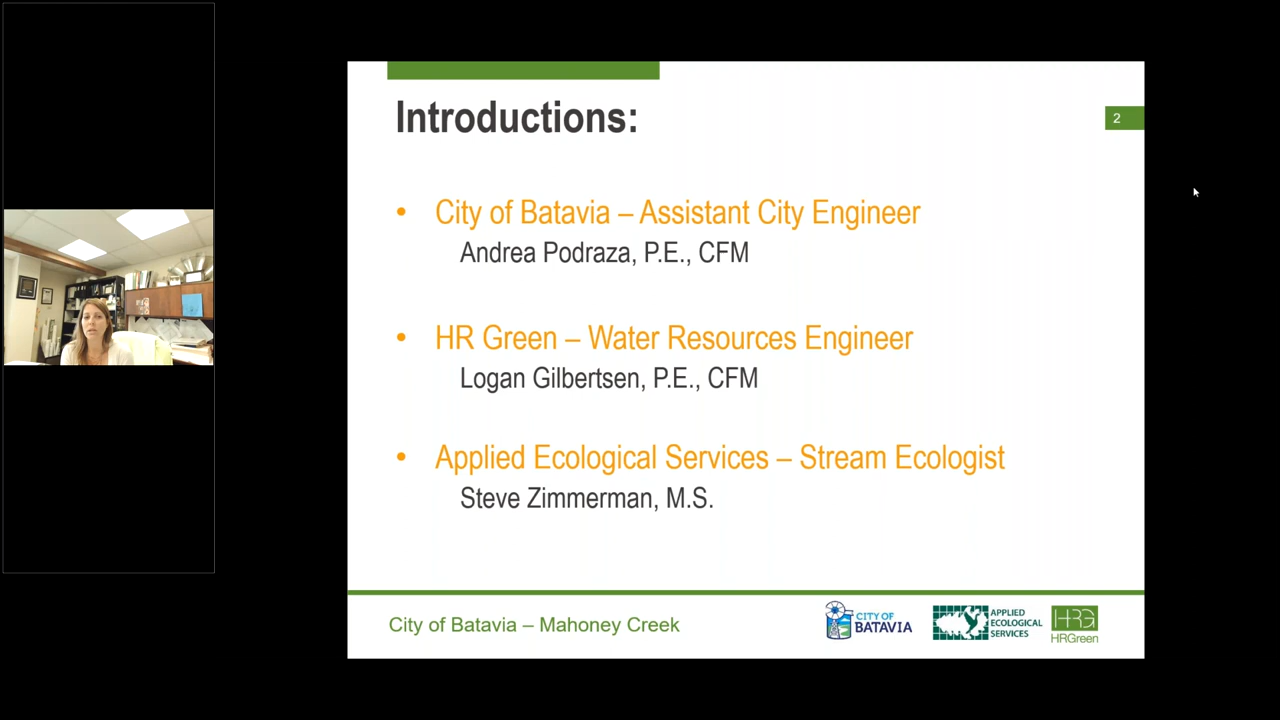 Introductions:
2
• City of Batavia – Assistant City Engineer
Andrea Podraza, P.E., CFM
• HR Green – Water Resources Engineer
Logan Gilbertsen, P.E., CFM
• Applied Ecological Services – Stream Ecologist
Steve Zimmerman, M.S.
City of Batavia – Mahoney Creek
CITY OF
BATAVIA
APPLIED
ECOLOGICAL
SERVICES
HRG
HRGreen